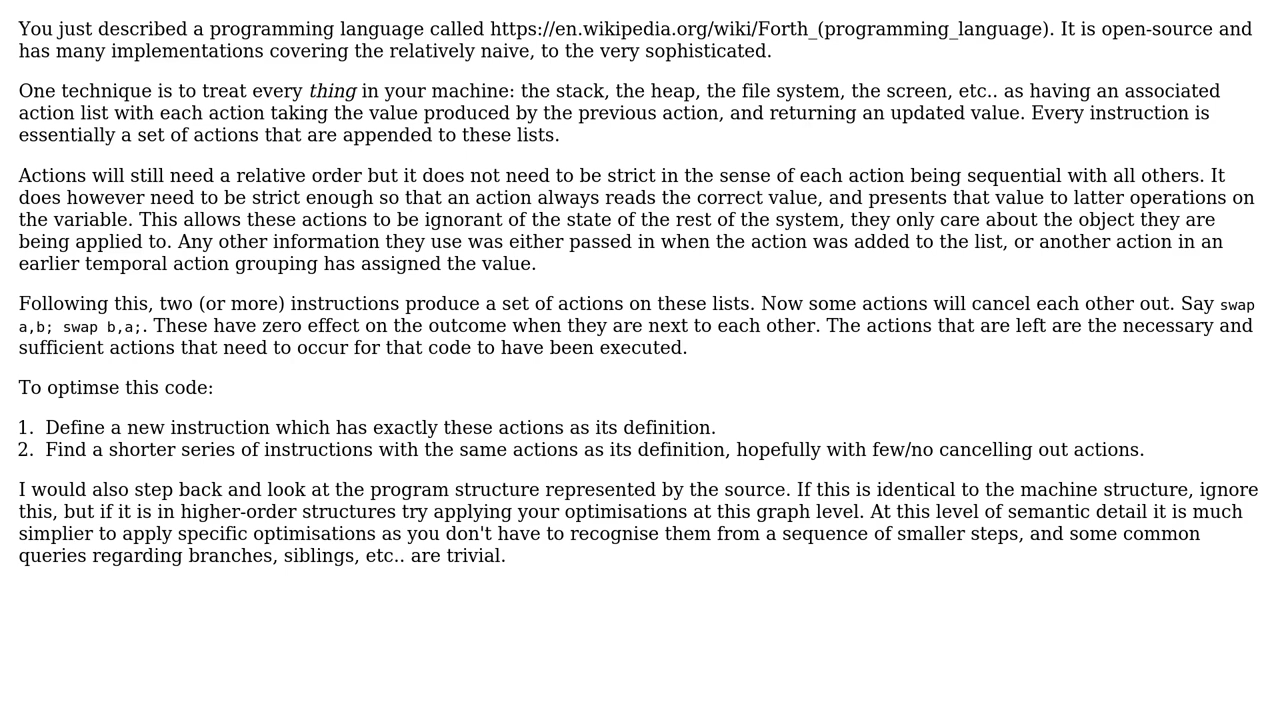 You just described a programming language called https://en.wikipedia.org/wiki/Forth_(programming_language). It is open-source and
has many implementations covering the relatively naive, to the very sophisticated.
One technique is to treat every thing in your machine: the stack, the heap, the file system, the screen, etc.. as having an associated
action list with each action taking the value produced by the previous action, and returning an updated value. Every instruction is
essentially a set of actions that are appended to these lists.
Actions will still need a relative order but it does not need to be strict in the sense of each action being sequential with all others. It
does however need to be strict enough so that an action always reads the correct value, and presents that value to latter operations on
the variable. This allows these actions to be ignorant of the state of the rest of the system, they only care about the object they are
being applied to. Any other information they use was either passed in when the action was added to the list, or another action in an
earlier temporal action grouping has assigned the value.
Following this, two (or more) instructions produce a set of actions on these lists. Now some actions will cancel each other out. Say swap
a,b; swap b,a;. These have zero effect on the outcome when they are next to each other. The actions that are left are the necessary and
sufficient actions that need to occur for that code to have been executed.
To optimse this code:
1. Define a new instruction which has exactly these actions as its definition.
2. Find a shorter series of instructions with the same actions as its definition, hopefully with few/no cancelling out actions.
I would also step back and look at the program structure represented by the source. If this is identical to the machine structure, ignore
this, but if it is in higher-order structures try applying your optimisations at this graph level. At this level of semantic detail it is much
simplier to apply specific optimisations as you don't have to recognise them from a sequence of smaller steps, and some common
queries regarding branches, siblings, etc.. are trivial.